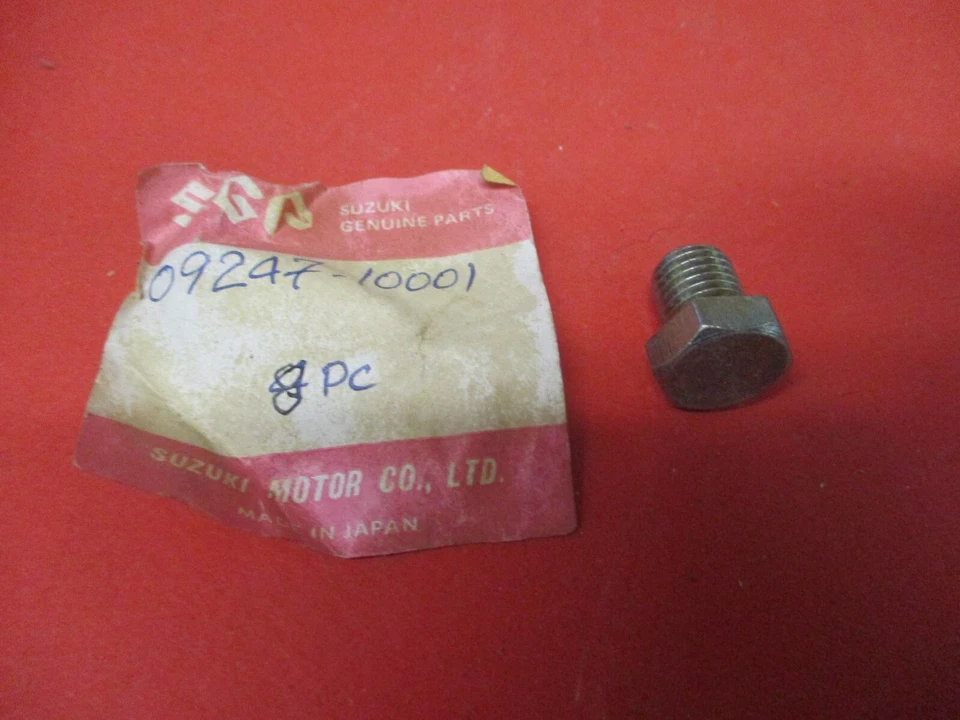 SUZUKI
GENUINE PARTS
09247-10001
PC
SUZUKI MOTOR CO., LTD.
MADE IN JAPAN